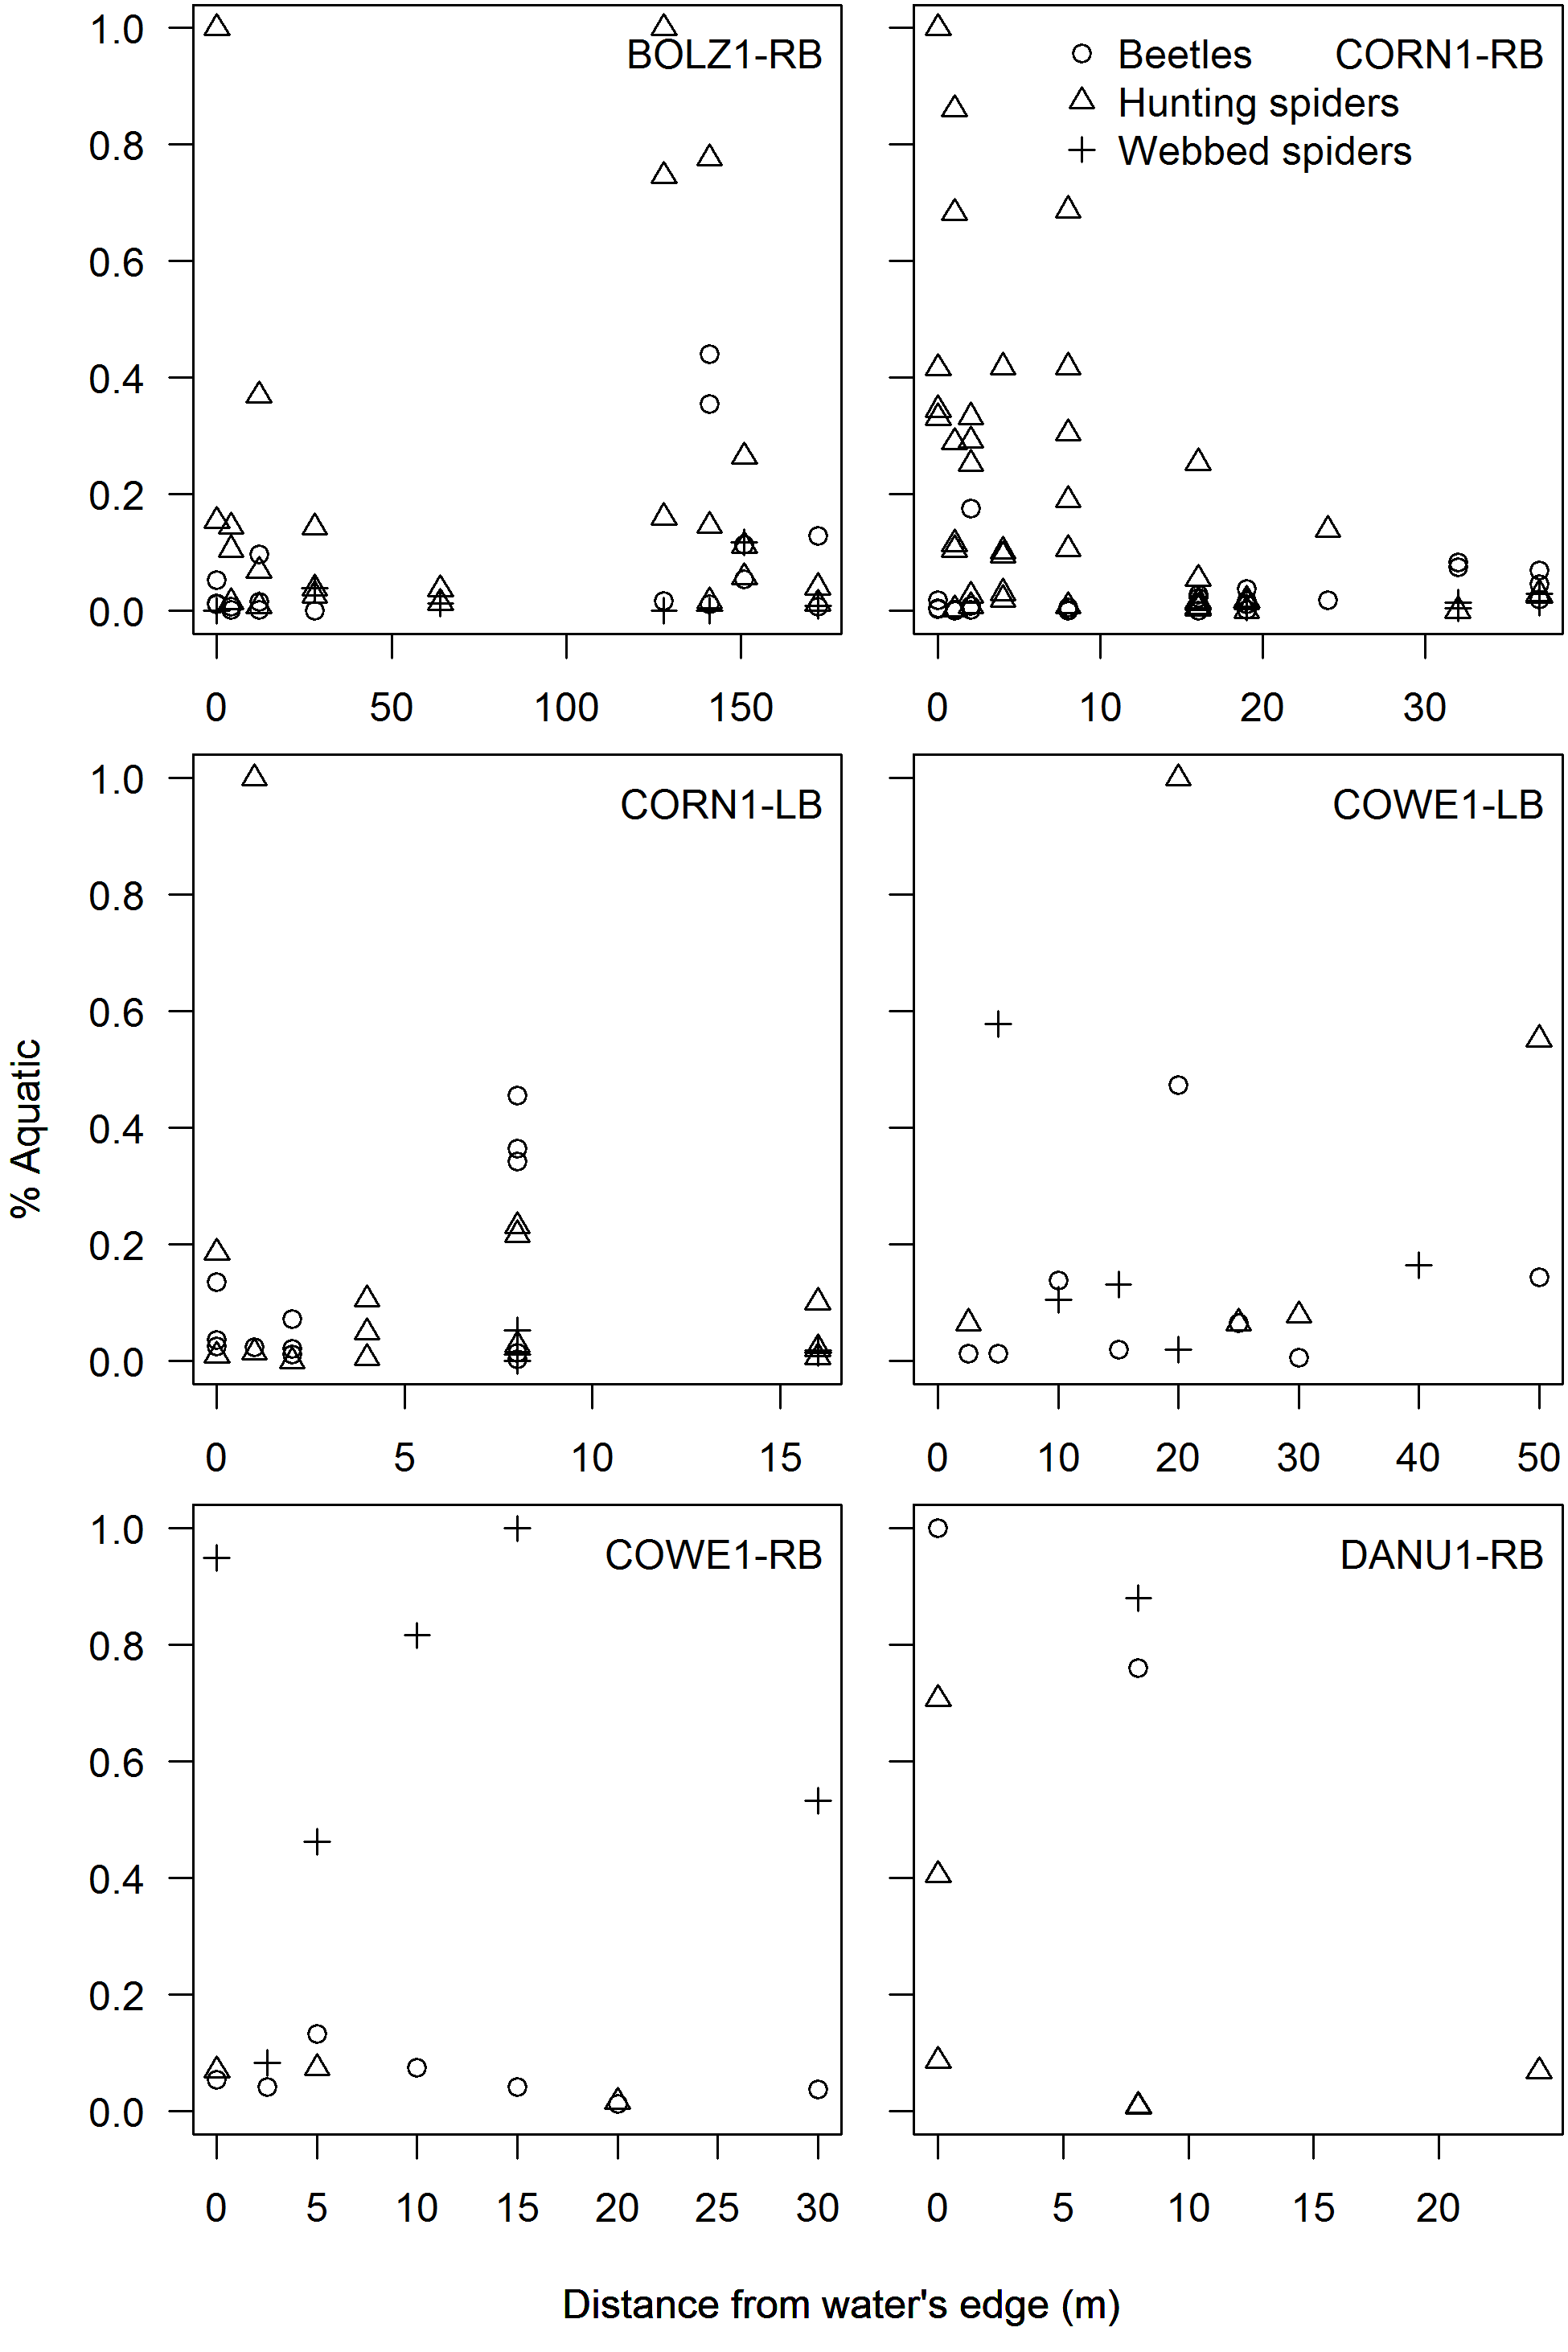 BOLZ1-RB
1.0
0.8
0.6
0.4
0.2
0.0
0 50 100 150
CORN1-RB
Beetles
Hunting spiders
Webbed spiders
0 10 20 30
CORN1-LB
1.0
0.8
0.6
0.4
0.2
0.0
0 5 10 15
COWE1-LB
0 10 20 30 40 50
COWE1-RB
1.0
0.8
0.6
0.4
0.2
0.0
0 5 10 15 20 25 30
DANU1-RB
0 5 10 15 20
% Aquatic
Distance from water's edge (m)